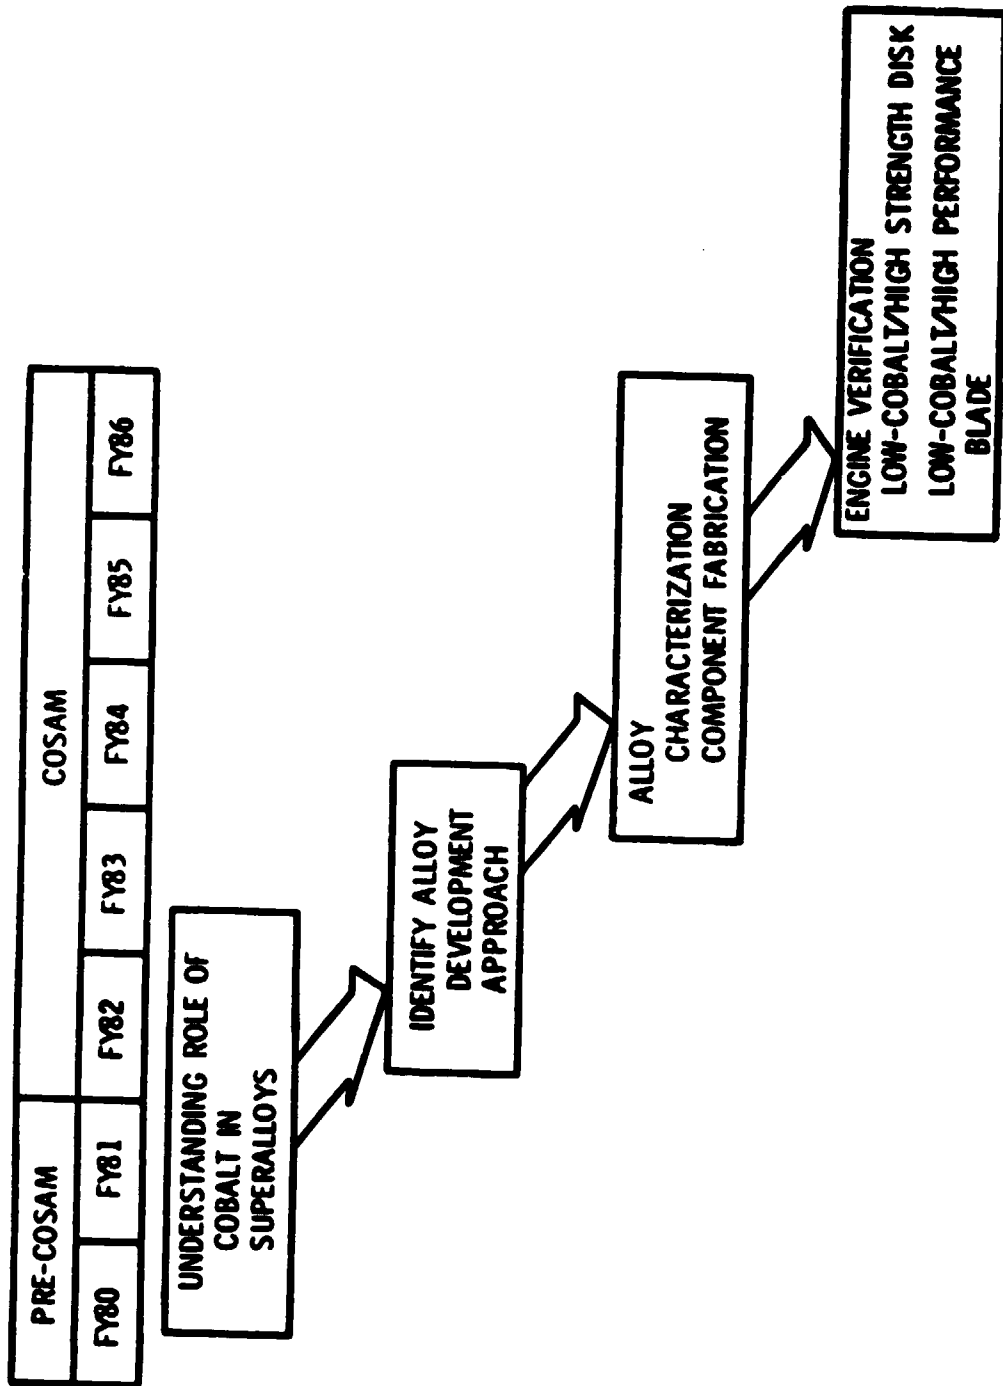 PRE-COSAM
COSAM
FY80
FY81
FY82
FY83
FY84
FY85
FY86
UNDERSTANDING ROLE OF
COBALT IN
SUPERALLOYS
IDENTIFY ALLOY
DEVELOPMENT
APPROACH
ALLOY
CHARACTERIZATION
COMPONENT FABRICATION
ENGINE VERIFICATION
LOW-COBALT/HIGH STRENGTH DISK
LOW-COBALT/HIGH PERFORMANCE
BLADE